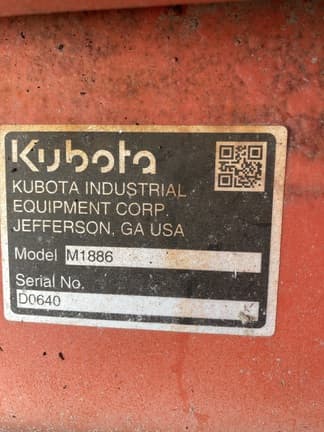 Kubota
KUBOTA INDUSTRIAL
EQUIPMENT CORP.
JEFFERSON, GA USA
Model M1886
Serial No.
D0640